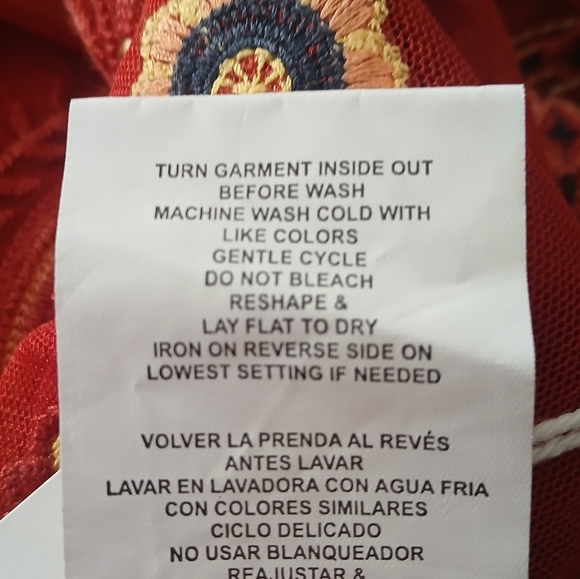 TURN GARMENT INSIDE OUT
BEFORE WASH
MACHINE WASH COLD WITH
LIKE COLORS
GENTLE CYCLE
DO NOT BLEACH
RESHAPE &
LAY FLAT TO DRY
IRON ON REVERSE SIDE ON
LOWEST SETTING IF NEEDED
VOLVER LA PRENDA AL REVÉS
ANTES LAVAR
LAVAR EN LAVADORA CON AGUA FRIA
CON COLORES SIMILARES
CICLO DELICADO
NO USAR BLANQUEADOR
REAJUSTAR &